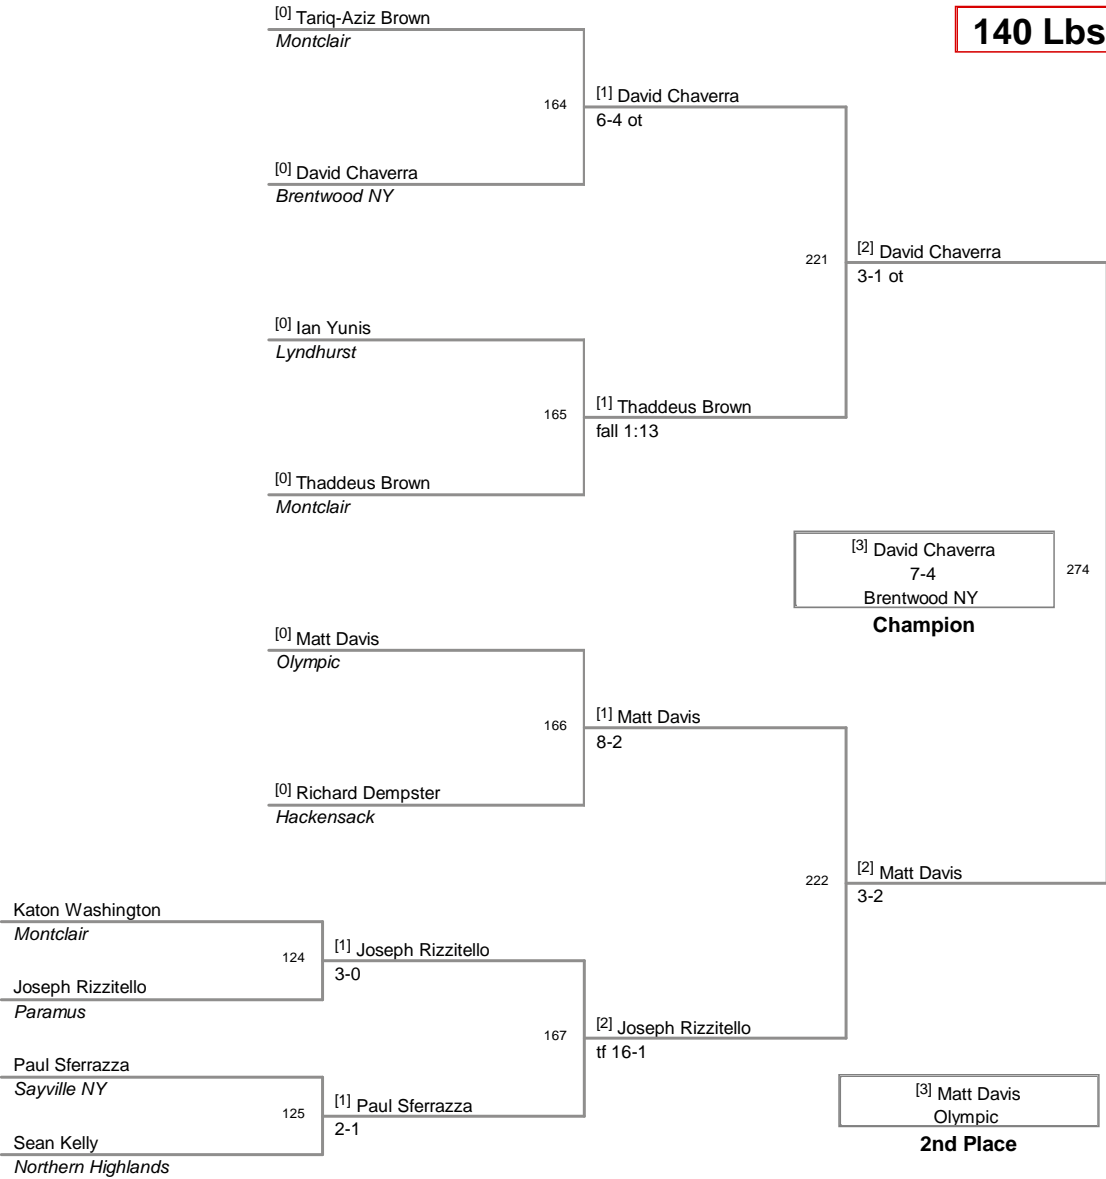 [0] Tariq-Aziz Brown
Montclair
140 Lbs
164
[1] David Chaverra
6-4 ot
[0] David Chaverra
Brentwood NY
221
[2] David Chaverra
3-1 ot
[0] Ian Yunis
Lyndhurst
165
[1] Thaddeus Brown
fall 1:13
[0] Thaddeus Brown
Montclair
[3] David Chaverra
7-4
Brentwood NY
274
Champion
[0] Matt Davis
Olympic
166
[1] Matt Davis
8-2
[0] Richard Dempster
Hackensack
222
[2] Matt Davis
3-2
Katon Washington
Montclair
124
[1] Joseph Rizzitello
3-0
Joseph Rizzitello
Paramus
167
[2] Joseph Rizzitello
tf 16-1
Paul Sferrazza
Sayville NY
125
[1] Paul Sferrazza
2-1
Sean Kelly
Northern Highlands
[3] Matt Davis
Olympic
2nd Place